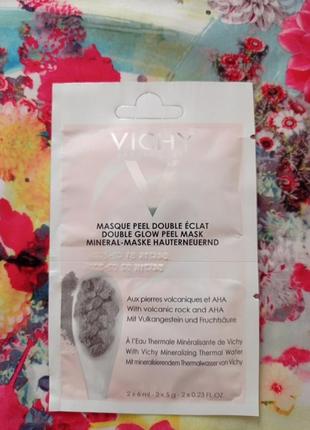 VICHY
MASQUE PEEL DOUBLE ÉCLAT
DOUBLE GLOW PEEL MASK
MINERAL-MASKE HAUTERNEUERND
Aux pierres volcaniques et AHA
With volcanic rock and AHA
Mit Vulkangestein und Fruchtsäure
À l'Eau Thermale Minéralisante de Vichy
With Vichy Mineralizing Thermal Water
Mit mineralisierendem Thermalwasser von Vichy
2 x 6 ml - 2 x 5 g - 2 x 0.23 FL.OZ.